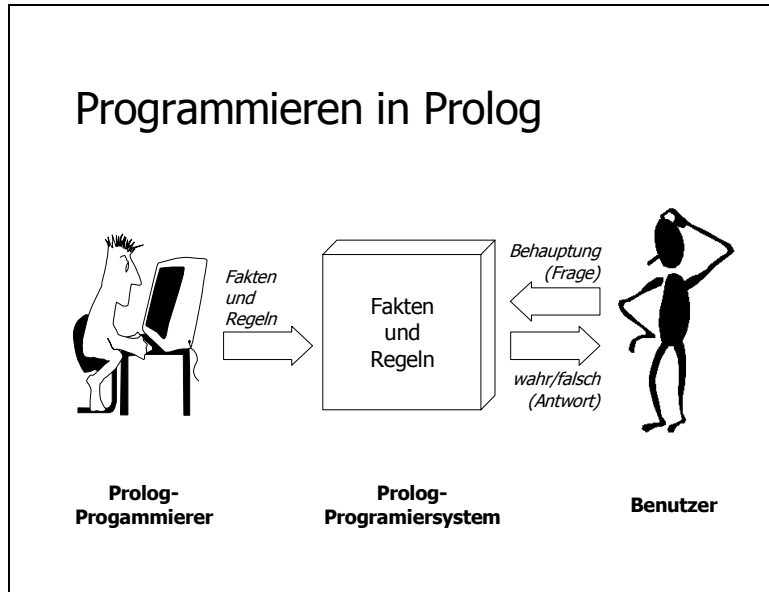 Programmieren in Prolog
Fakten
und
Regeln
Fakten
und
Regeln
Behauptung
(Frage)
wahr/falsch
(Antwort)
Prolog-
Progammierer
Prolog-
Programiersystem
Benutzer